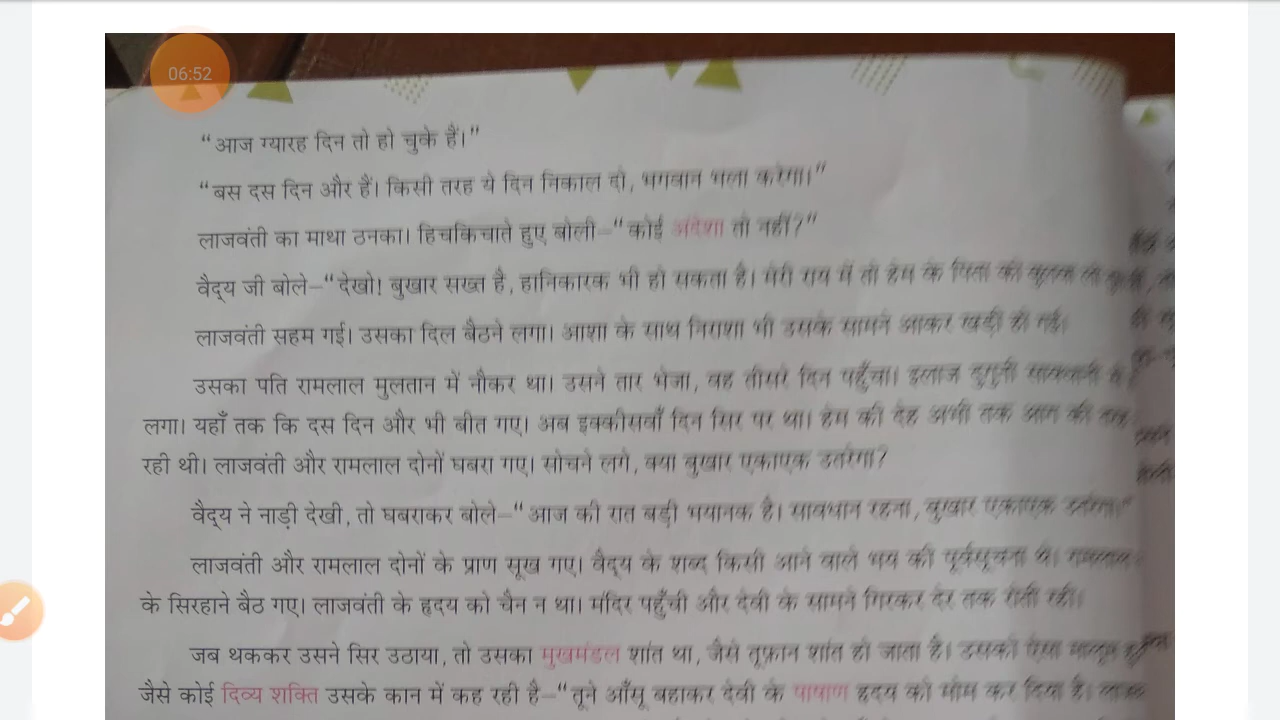 06:52
“आज ग्यारह दिन तो हो चुके हैं।”
“बस दस दिन और हैं। किसी तरह ये दिन निकाल दो, भगवान भला करेगा।”
लाजवंती का माथा ठनका। हिचकिचाते हुए बोली–“कोई अंदेशा तो नहीं?”
वैद्य जी बोले–“देखो! बुखार सख्त है, हानिकारक भी हो सकता है। मेरी राय में तो हेम के पिता को बुलवा लो
लाजवंती सहम गई। उसका दिल बैठने लगा। आशा के साथ निराशा भी उसके सामने आकर खड़ी हो गई।
उसका पति रामलाल मुलतान में नौकर था। उसने तार भेजा, वह तीसरे दिन पहुँचा। इलाज दुगुनी सावधानी से
लगा। यहाँ तक कि दस दिन और भी बीत गए। अब इक्कीसवाँ दिन सिर पर था। हेम की देह अभी तक आग की तरह
रही थी। लाजवंती और रामलाल दोनों घबरा गए। सोचने लगे, क्या बुखार एकाएक उतरेगा?
वैद्य ने नाड़ी देखी, तो घबराकर बोले–“आज की रात बड़ी भयानक है। सावधान रहना, बुखार एकाएक उतरेगा।”
लाजवंती और रामलाल दोनों के प्राण सूख गए। वैद्य के शब्द किसी आने वाले भय की पूर्वसूचना थे। रामलाल
के सिरहाने बैठ गए। लाजवंती के हृदय को चैन न था। मंदिर पहुँची और देवी के सामने गिरकर देर तक रोती रही।
जब थककर उसने सिर उठाया, तो उसका मुखमंडल शांत था, जैसे तूफ़ान शांत हो जाता है। उसको ऐसा मालूम
जैसे कोई दिव्य शक्ति उसके कान में कह रही है–“तूने आँसू बहाकर देवी के पाषाण हृदय को मोम कर दिया है।